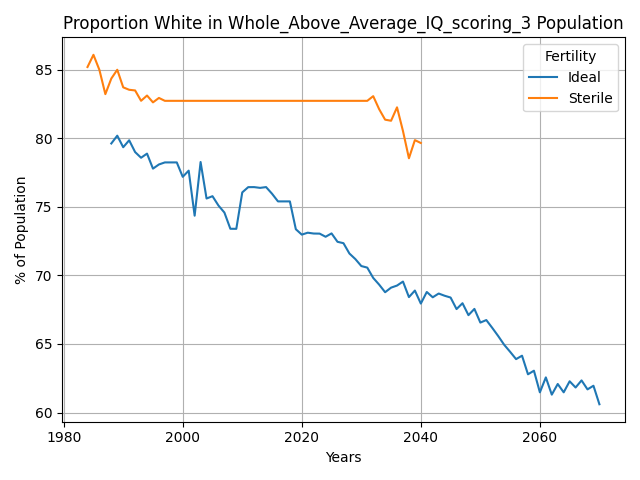 Proportion White in Whole_Above_Average_IQ_scoring_3 Population
Fertility
Ideal
Sterile
% of Population
85
80
75
70
65
60
1980
2000
2020
2040
2060
Years